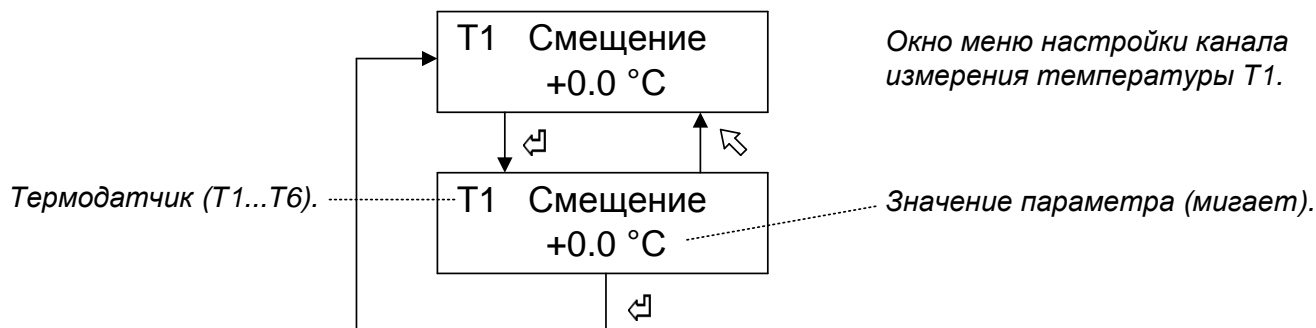 T1 Смещение
+0.0 °C
Окно меню настройки канала
измерения температуры T1.
Термодатчик (T1...T6).
T1 Смещение
+0.0 °C
Значение параметра (мигает).